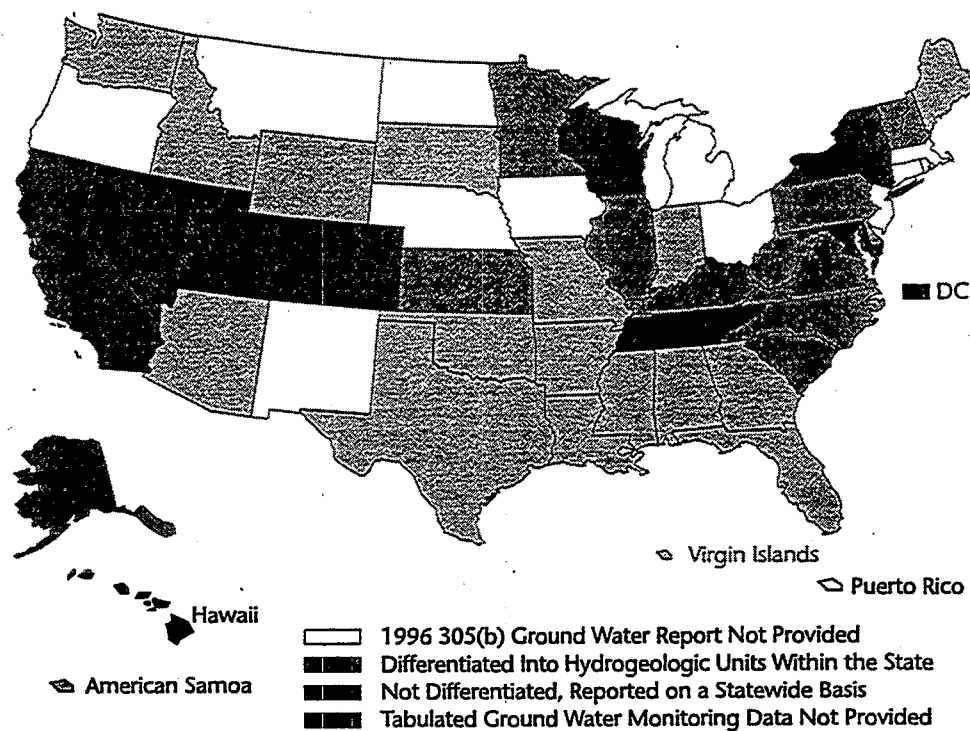 DC
Virgin Islands
Puerto Rico
Hawaii
American Samoa
1996 305(b) Ground Water Report Not Provided
Differentiated Into Hydrogeologic Units Within the State
Not Differentiated, Reported on a Statewide Basis
Tabulated Ground Water Monitoring Data Not Provided